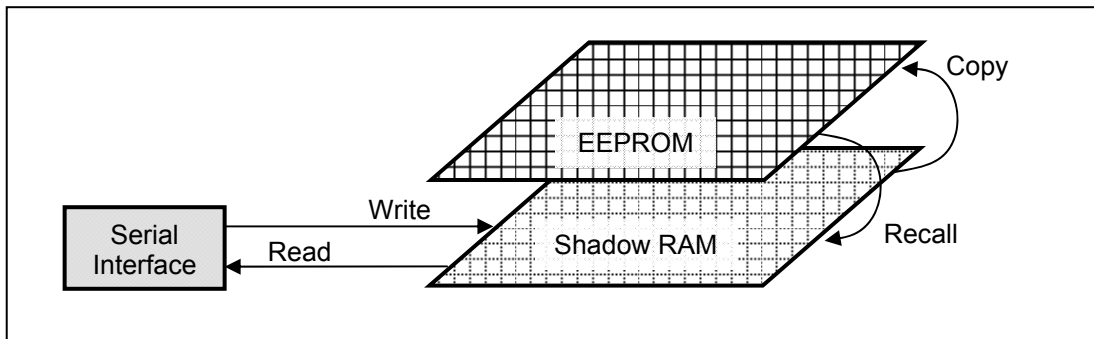 Copy
EEPROM
Write
Serial
Interface
Read
Shadow RAM
Recall